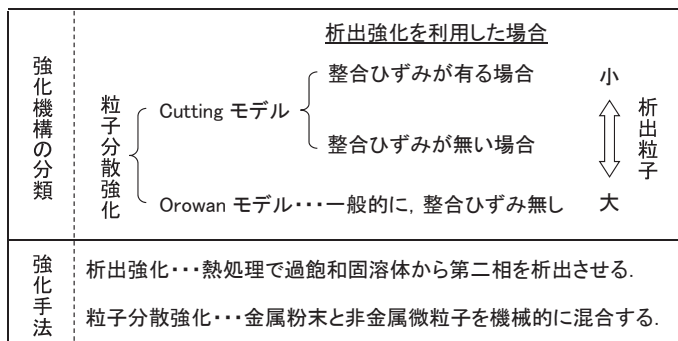 析出強化を利用した場合
強化機構の分類
粒子分散強化
Cutting モデル
整合ひずみが有る場合
整合ひずみが無い場合
Orowan モデル・・・一般的に，整合ひずみ無し
小
大
析出粒子
強化手法
析出強化・・・熱処理で過飽和固溶体から第二相を析出させる．
粒子分散強化・・・金属粉末と非金属微粒子を機械的に混合する．